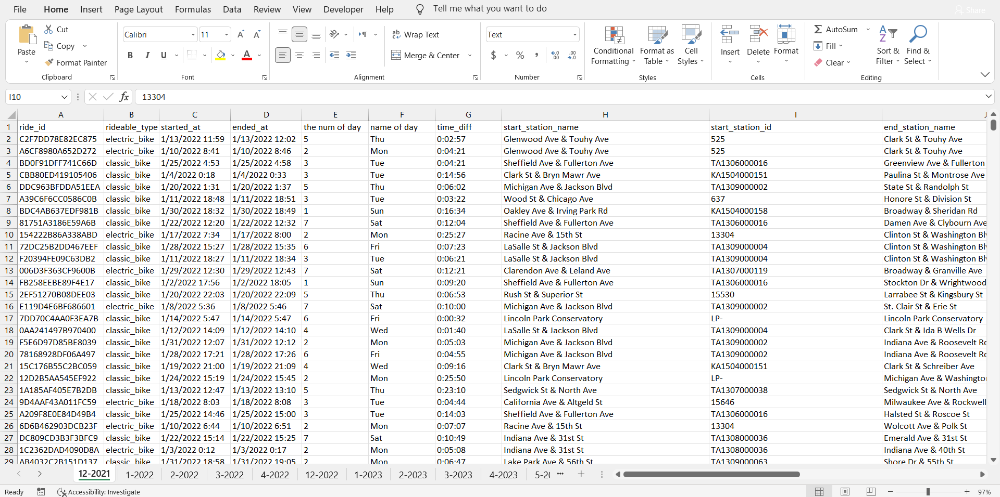 File Home Insert Page Layout Formulas Data Review View Developer Help Tell me what you want to do Share
Paste Cut Copy Format Painter Clipboard
Calibri 11 B I U A Font
Wrap Text Merge & Center Alignment
Text $ % Number
Conditional Formatting Format as Table Cell Styles Styles
Insert Delete Format Cells
AutoSum Fill Clear Sort & Filter Find & Select Editing
I10 fx 13304
A B C D E F G H I J
1 ride_id rideable_type started_at ended_at the num of day name of day time_diff start_station_name start_station_id end_station_name
2 C2F7DD78E82EC875 electric_bike 1/13/2022 11:59 1/13/2022 12:02 5 Thu 0:02:57 Glenwood Ave & Touhy Ave 525 Clark St & Touhy Ave
3 A6CF8980A652D272 electric_bike 1/10/2022 8:41 1/10/2022 8:46 2 Mon 0:04:21 Glenwood Ave & Touhy Ave 525 Clark St & Touhy Ave
4 BD0F91DFF741C66D classic_bike 1/25/2022 4:53 1/25/2022 4:58 3 Tue 0:04:21 Sheffield Ave & Fullerton Ave TA1306000016 Greenview Ave & Fullerton
5 CBB80ED419105406 classic_bike 1/4/2022 0:18 1/4/2022 0:33 3 Tue 0:14:56 Clark St & Bryn Mawr Ave KA1504000151 Paulina St & Montrose Ave
6 DDC963BFDDA51EEA classic_bike 1/20/2022 1:31 1/20/2022 1:37 5 Thu 0:06:02 Michigan Ave & Jackson Blvd TA1309000002 State St & Randolph St
7 A39C6F6CC0586C0B classic_bike 1/11/2022 18:48 1/11/2022 18:51 3 Tue 0:03:22 Wood St & Chicago Ave 637 Honore St & Division St
8 BDC4AB637EDF981B classic_bike 1/30/2022 18:32 1/30/2022 18:49 1 Sun 0:16:34 Oakley Ave & Irving Park Rd KA1504000158 Broadway & Sheridan Rd
9 81751A3186E59A6B classic_bike 1/22/2022 12:20 1/22/2022 12:32 7 Sat 0:12:04 Sheffield Ave & Fullerton Ave TA1306000016 Damen Ave & Clybourn Ave
10 154222B86A338ABD electric_bike 1/17/2022 7:34 1/17/2022 8:00 2 Mon 0:25:27 Racine Ave & 15th St 13304 Clinton St & Washington
11 72DC25B2DD467EEF classic_bike 1/28/2022 15:27 1/28/2022 15:35 6 Fri 0:07:23 LaSalle St & Jackson Blvd TA1309000004 Clinton St & Washington
12 F20394FE09C63DB2 classic_bike 1/11/2022 18:27 1/11/2022 18:34 3 Tue 0:06:21 LaSalle St & Jackson Blvd TA1309000004 Clinton St & Washington
13 006D3F363CF9600B electric_bike 1/29/2022 12:30 1/29/2022 12:43 7 Sat 0:12:21 Clarendon Ave & Leland Ave TA1307000119 Broadway & Granville Ave
14 FB258EEBE89F4E17 classic_bike 1/2/2022 17:56 1/2/2022 18:05 1 Sun 0:09:20 Sheffield Ave & Fullerton Ave TA1306000016 Stockton Dr & Wrightwood
15 2EF51270B08DEE03 classic_bike 1/20/2022 22:03 1/20/2022 22:09 5 Thu 0:06:53 Rush St & Superior St 15530 Larrabee St & Kingsbury St
16 E119D4E6BF686601 electric_bike 1/8/2022 5:36 1/8/2022 5:46 7 Sat 0:10:00 Michigan Ave & Jackson Blvd TA1309000002 St. Clair St & Erie St
17 7DD70C4AA0F3EA7B classic_bike 1/14/2022 5:47 1/14/2022 5:47 6 Fri 0:00:32 Lincoln Park Conservatory LP- Lincoln Park Conservatory
18 0AA241497B970400 classic_bike 1/12/2022 14:09 1/12/2022 14:10 4 Wed 0:01:40 LaSalle St & Jackson Blvd TA1309000004 Clark St & Ida B Wells Dr
19 F5E6D97D85BE8039 classic_bike 1/31/2022 12:07 1/31/2022 12:12 2 Mon 0:05:03 Michigan Ave & Jackson Blvd TA1309000002 Indiana Ave & Roosevelt
20 78168928DF06A497 classic_bike 1/28/2022 17:21 1/28/2022 17:26 6 Fri 0:04:55 Michigan Ave & Jackson Blvd TA1309000002 Indiana Ave & Roosevelt
21 15C176B55C2BC059 classic_bike 1/19/2022 21:00 1/19/2022 21:09 4 Wed 0:09:16 Clark St & Bryn Mawr Ave KA1504000151 Clark St & Schreiber Ave
22 12D2B5AA545EF922 classic_bike 1/24/2022 15:19 1/24/2022 15:45 2 Mon 0:25:50 Lincoln Park Conservatory LP- Michigan Ave &
23 1A185AF405E7B2DB classic_bike 1/13/2022 12:47 1/13/2022 13:10 5 Thu 0:23:10 Sedgwick St & North Ave TA1307000038 Sedgwick St & North Ave
24 9D4AAF43A011FC59 electric_bike 1/18/2022 8:03 1/18/2022 8:08 3 Tue 0:04:44 California Ave & Altgeld St 15646 Milwaukee Ave & Rockwell
25 A209F8E0E84D49B4 classic_bike 1/25/2022 14:46 1/25/2022 15:00 3 Tue 0:14:03 Sheffield Ave & Fullerton Ave TA1306000016 Halsted St & Roscoe St
26 6D6B462903DCB23F electric_bike 1/10/2022 6:44 1/10/2022 6:51 2 Mon 0:07:07 Racine Ave & 15th St 13304 Wolcott Ave & Polk St
27 DC809CD3B3F3BFC9 classic_bike 1/22/2022 15:14 1/22/2022 15:25 7 Sat 0:10:49 Indiana Ave & 31st St TA1308000036 Emerald Ave & 31st St
28 1C2362DAD4090D8A electric_bike 1/3/2022 0:12 1/3/2022 0:17 2 Mon 0:05:08 Indiana Ave & 31st St TA1308000036 Indiana Ave & 40th St
29 AB4032C2B151D137 classic_bike 1/31/2022 18:58 1/31/2022 19:05 2 Mon 0:06:47 Lake Park Ave & 56th St TA1309000063 Shore Dr & 55th St
12-2021 1-2022 2-2022 3-2022 4-2022 12-2022 1-2023 2-2023 3-2023 4-2023
Ready Accessibility: Investigate 97%